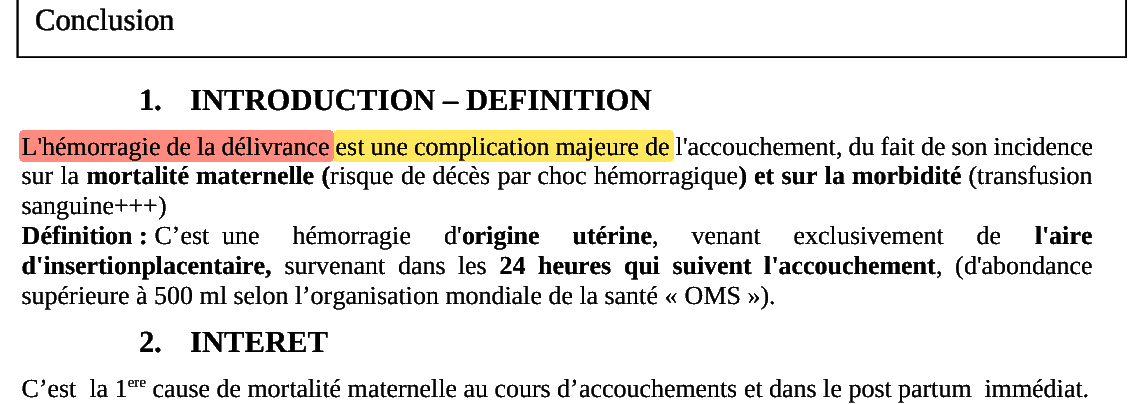 Conclusion
1. INTRODUCTION – DEFINITION
L'hémorragie de la délivrance est une complication majeure de l'accouchement, du fait de son incidence
sur la mortalité maternelle (risque de décès par choc hémorragique) et sur la morbidité (transfusion
sanguine+++)
Définition : C’est une hémorragie d'origine utérine, venant exclusivement de l'aire
d'insertionplacentaire, survenant dans les 24 heures qui suivent l'accouchement, (d'abondance
supérieure à 500 ml selon l’organisation mondiale de la santé « OMS »).
2. INTERET
C’est la 1ere cause de mortalité maternelle au cours d’accouchements et dans le post partum immédiat.